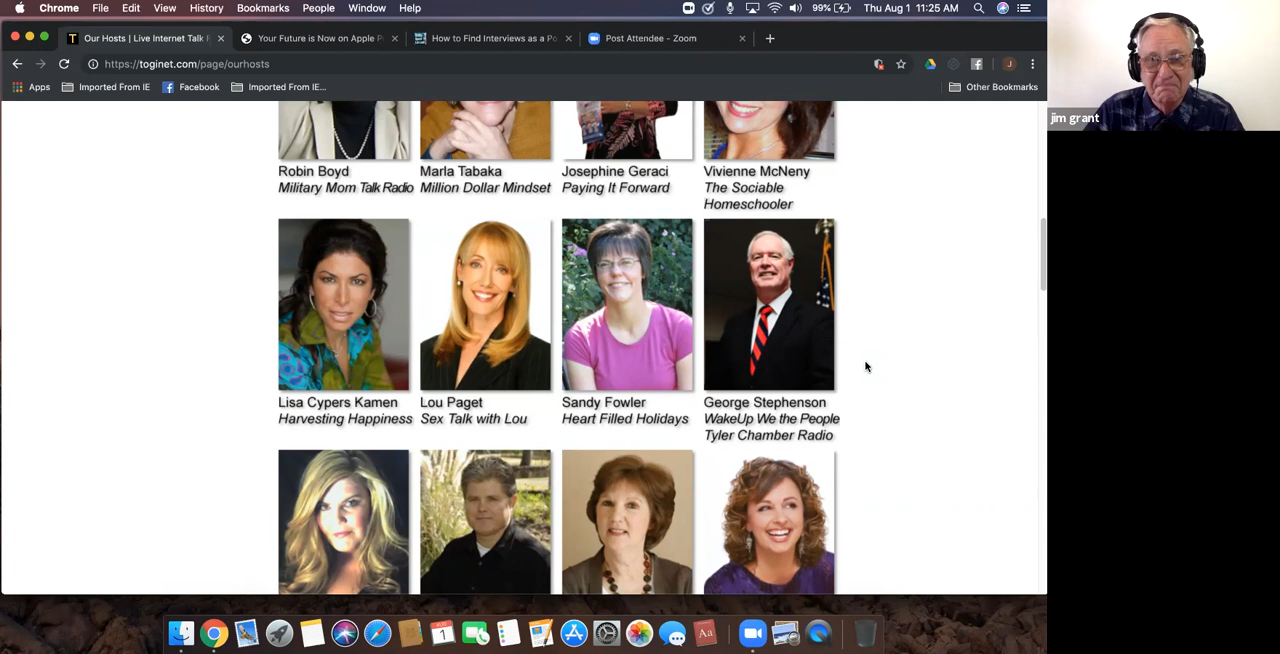 Chrome File Edit View History Bookmarks People Window Help 99% Thu Aug 1 11:25 AM
Our Hosts | Live Internet Talk R Your Future is Now on Apple P How to Find Interviews as a Po Post Attendee - Zoom
https://toginet.com/page/ourhosts
Apps Imported From IE Facebook Imported From IE... Other Bookmarks
jim grant
Robin Boyd Marla Tabaka Josephine Geraci Vivienne McNeny
Military Mom Talk Radio Million Dollar Mindset Paying It Forward The Sociable
Homeschooler
Lisa Cypers Kamen Lou Paget Sandy Fowler George Stephenson
Harvesting Happiness Sex Talk with Lou Heart Filled Holidays WakeUp We the People
Tyler Chamber Radio